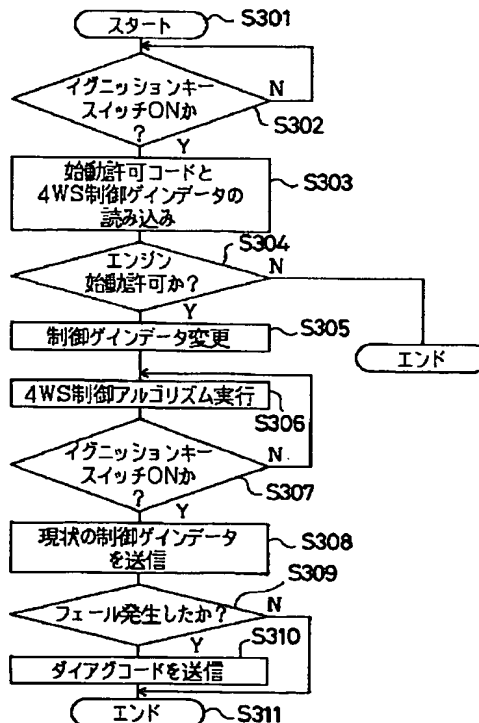 スタート
S301
イグニッションキー
スイッチONか
?
N
S302
Y
始動許可コードと
4WS制御ゲインデータの
読み込み
S303
S304
エンジン
始動許可か?
N
Y
制御ゲインデータ変更
S305
エンド
4WS制御アルゴリズム実行
S306
イグニッションキー
スイッチONか
?
N
S307
Y
現状の制御ゲインデータ
を送信
S308
S309
フェール発生したか?
N
Y
S310
ダイアグコードを送信
エンド
S311